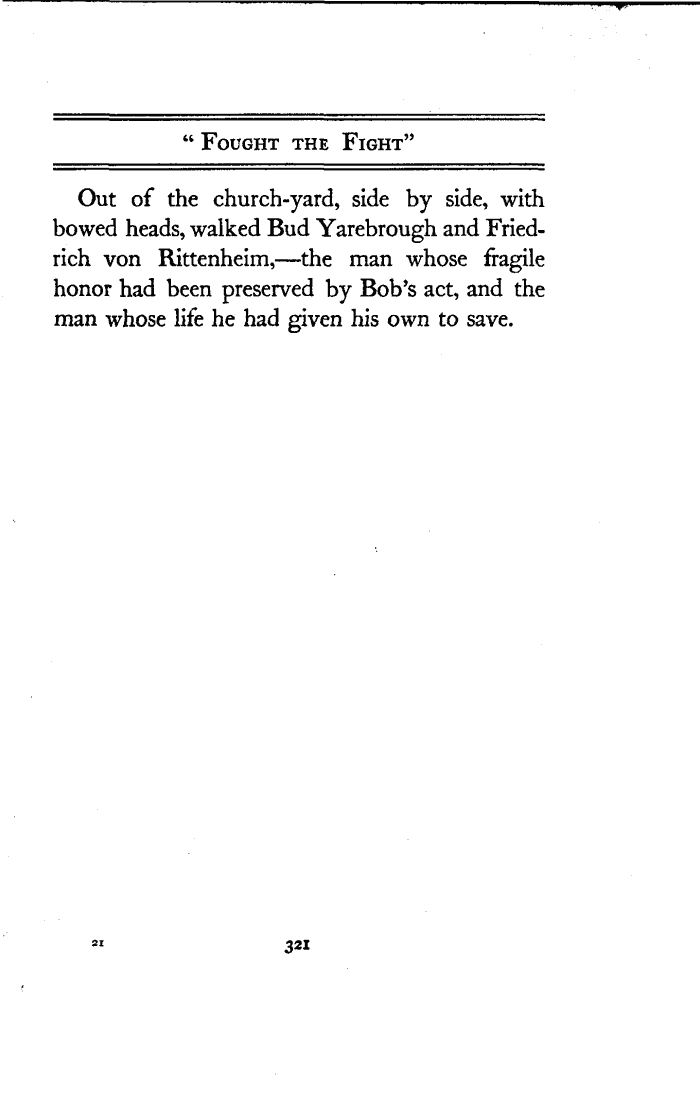 “ Fought the Fight”
Out of the church-yard, side by side, with
bowed heads, walked Bud Yarebrough and Fried-
rich von Rittenheim,—the man whose fragile
honor had been preserved by Bob’s act, and the
man whose life he had given his own to save.
21 321